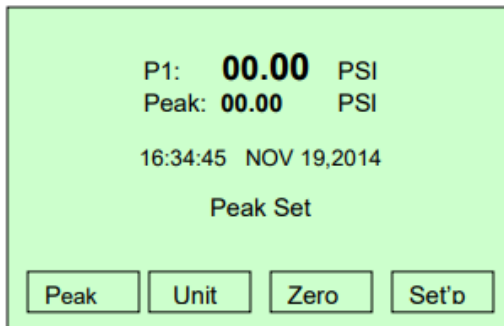 P1: 00.00 PSI
Peak: 00.00 PSI
16:34:45 NOV 19,2014
Peak Set
Peak Unit Zero Set'p